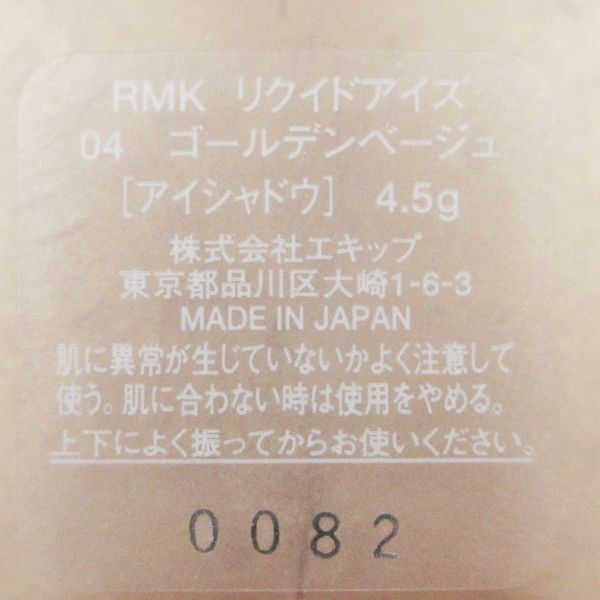 RMK リクイドアイズ
04 ゴールデンベージュ
[アイシャドウ] 4.5g
株式会社エキップ
東京都品川区大崎1-6-3
MADE IN JAPAN
肌に異常が生じていないかよく注意して
使う。肌に合わない時は使用をやめる。
上下によく振ってからお使いください。
0082